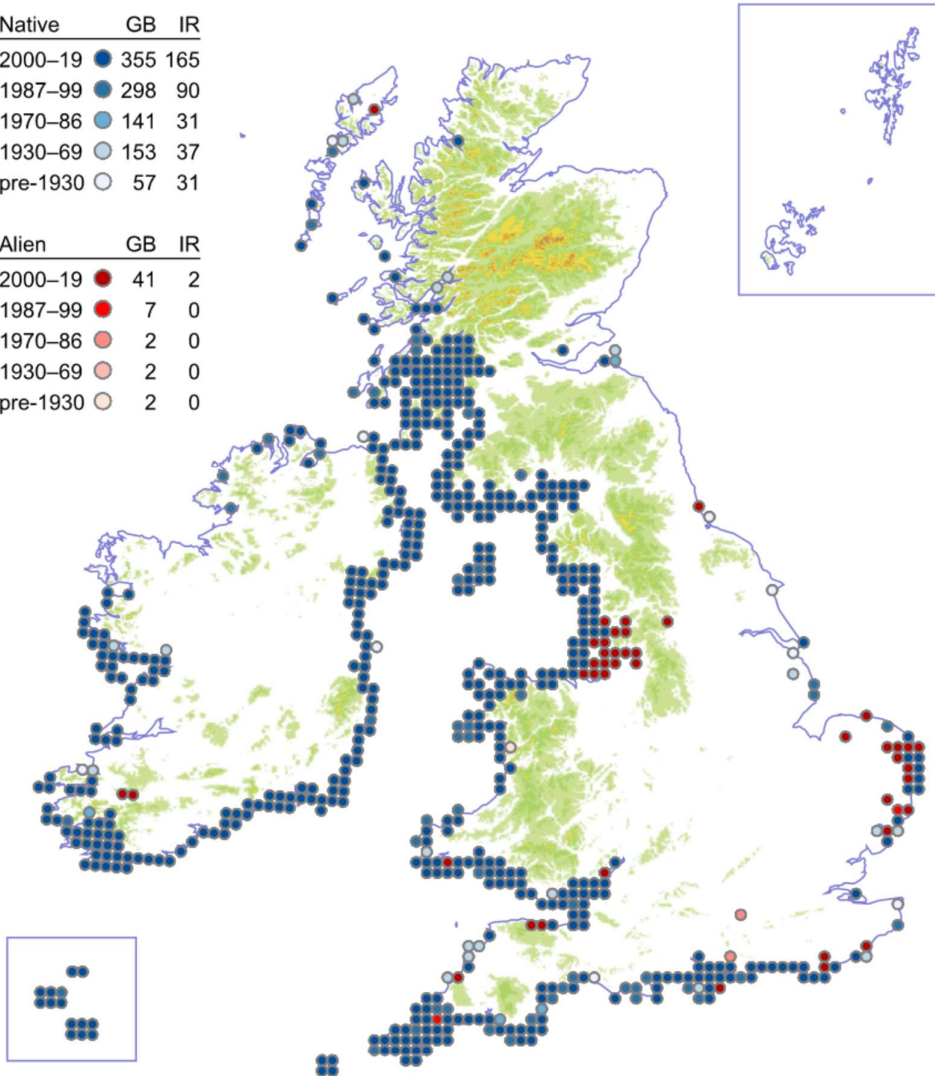 Native GB IR
2000–19 355 165
1987–99 298 90
1970–86 141 31
1930–69 153 37
pre-1930 57 31
Alien GB IR
2000–19 41 2
1987–99 7 0
1970–86 2 0
1930–69 2 0
pre-1930 2 0